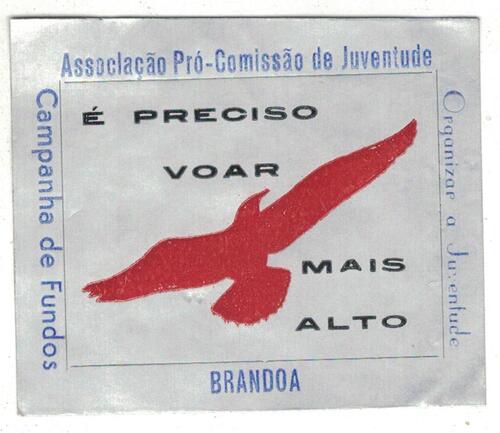 Associação Pró-Comissão de Juventude
É PRECISO
VOAR
MAIS
ALTO
Campanha de Fundos
Organizar a Juventude
BRANDOA